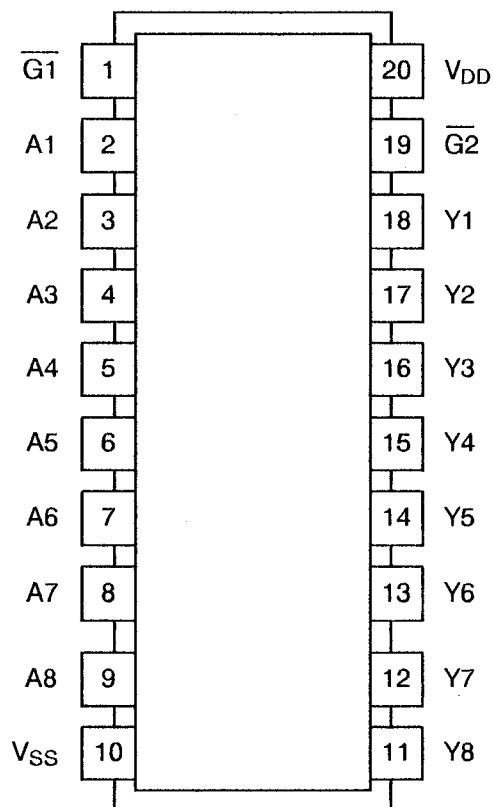 G1 1 20 VDD
A1 2 19 G2
A2 3 18 Y1
A3 4 17 Y2
A4 5 16 Y3
A5 6 15 Y4
A6 7 14 Y5
A7 8 13 Y6
A8 9 12 Y7
VSS 10 11 Y8